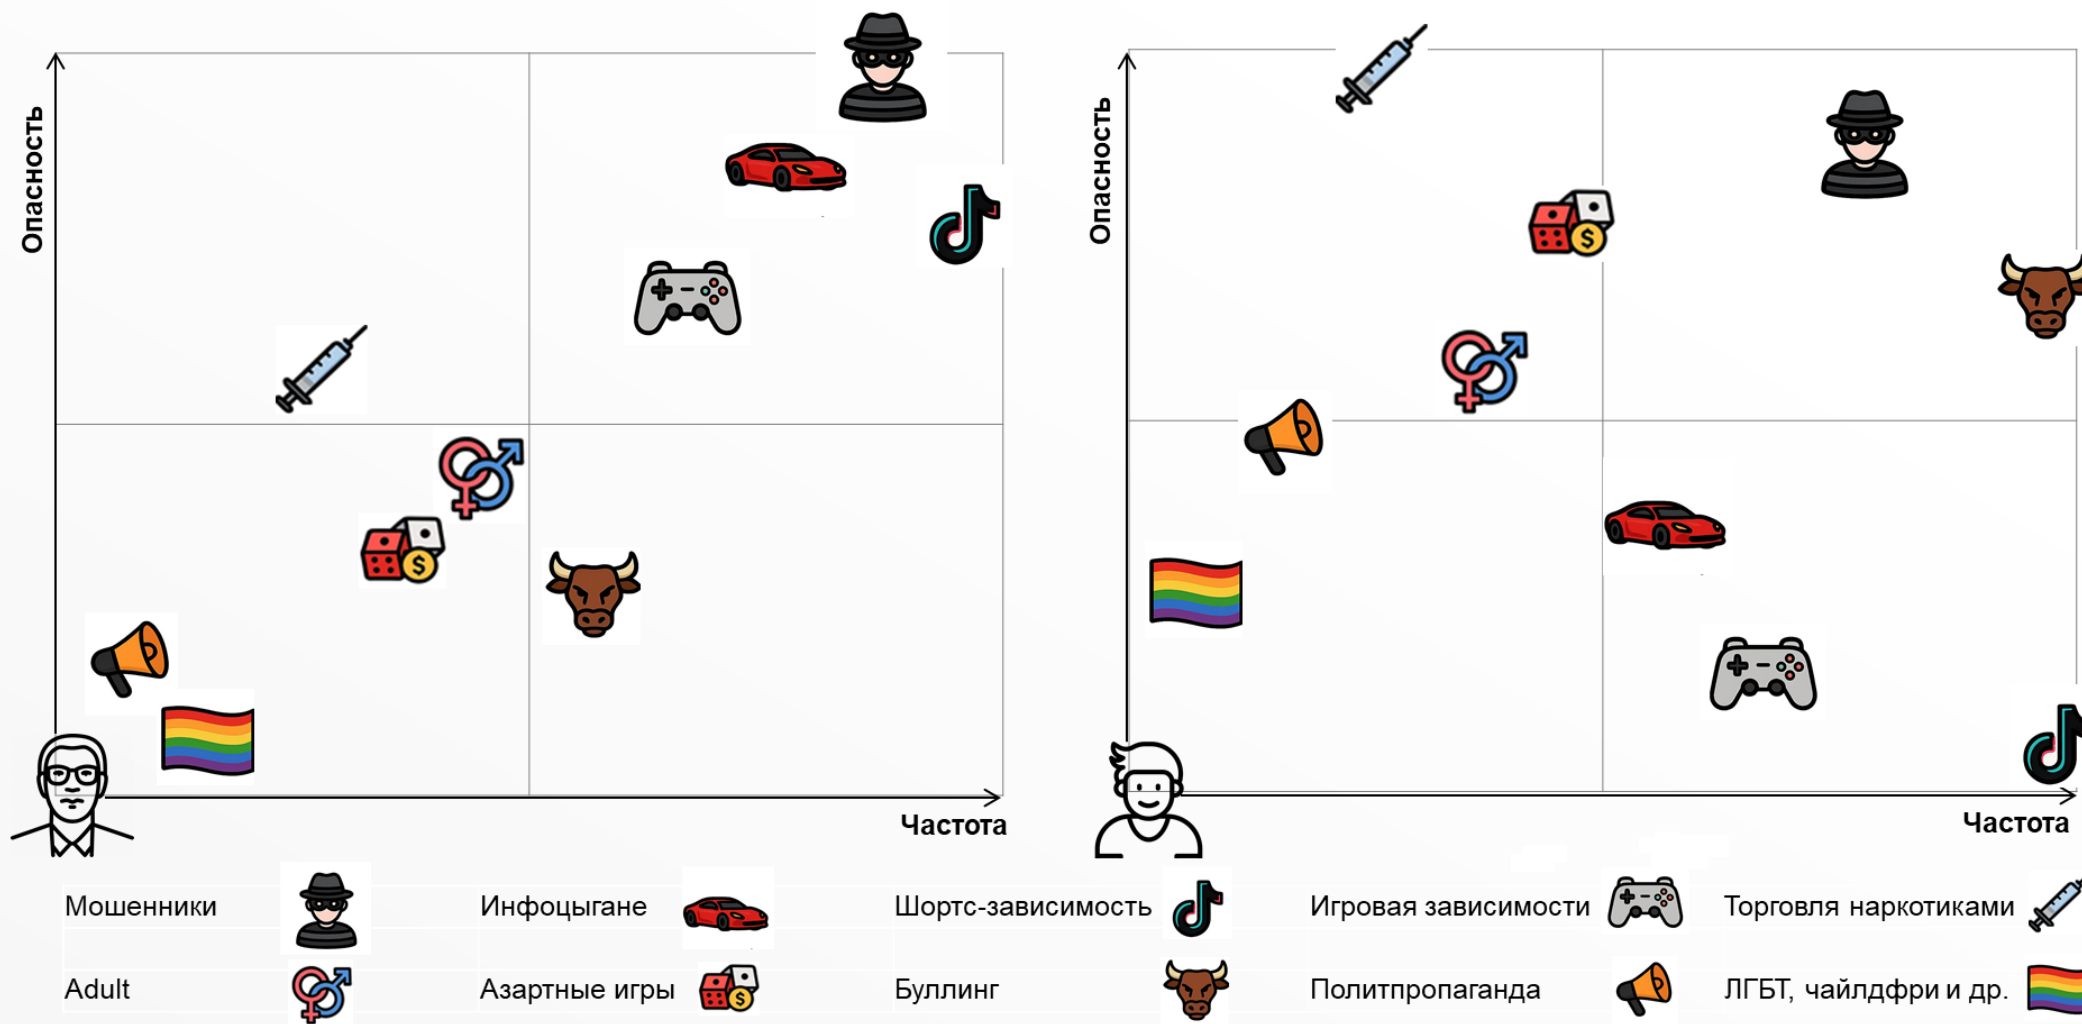 Опасность
Опасность
Частота
Частота
Мошенники
Инфоцыгане
Шортс-зависимость
Игровая зависимости
Торговля наркотиками
Adult
Азартные игры
Буллинг
Политпропаганда
ЛГБТ, чайлдфри и др.